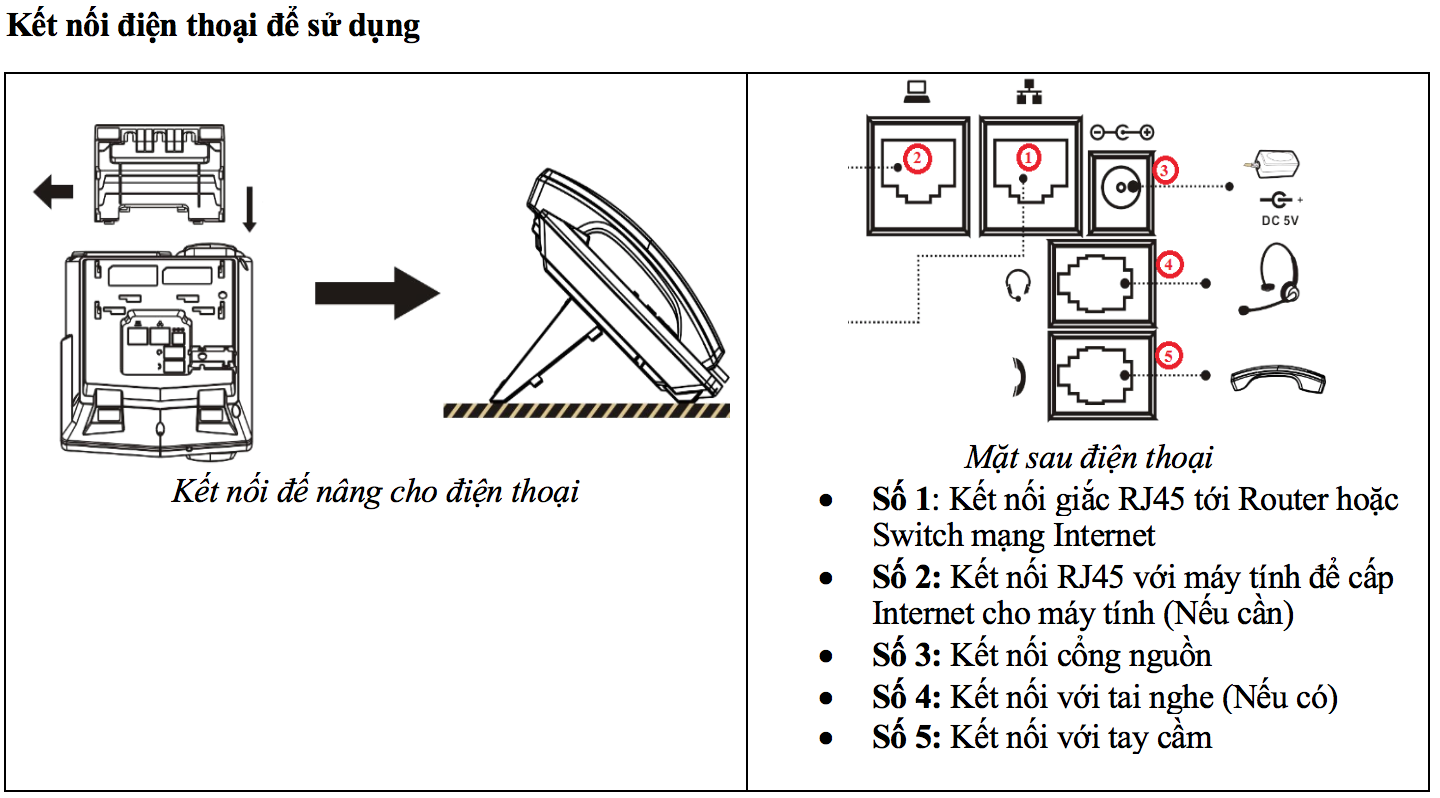 Kết nối điện thoại để sử dụng
Kết nối đế nâng cho điện thoại
2
1
3
DC 5V
4
5
Mặt sau điện thoại
• Số 1: Kết nối giắc RJ45 tới Router hoặc
Switch mạng Internet
• Số 2: Kết nối RJ45 với máy tính để cấp
Internet cho máy tính (Nếu cần)
• Số 3: Kết nối cổng nguồn
• Số 4: Kết nối với tai nghe (Nếu có)
• Số 5: Kết nối với tay cầm